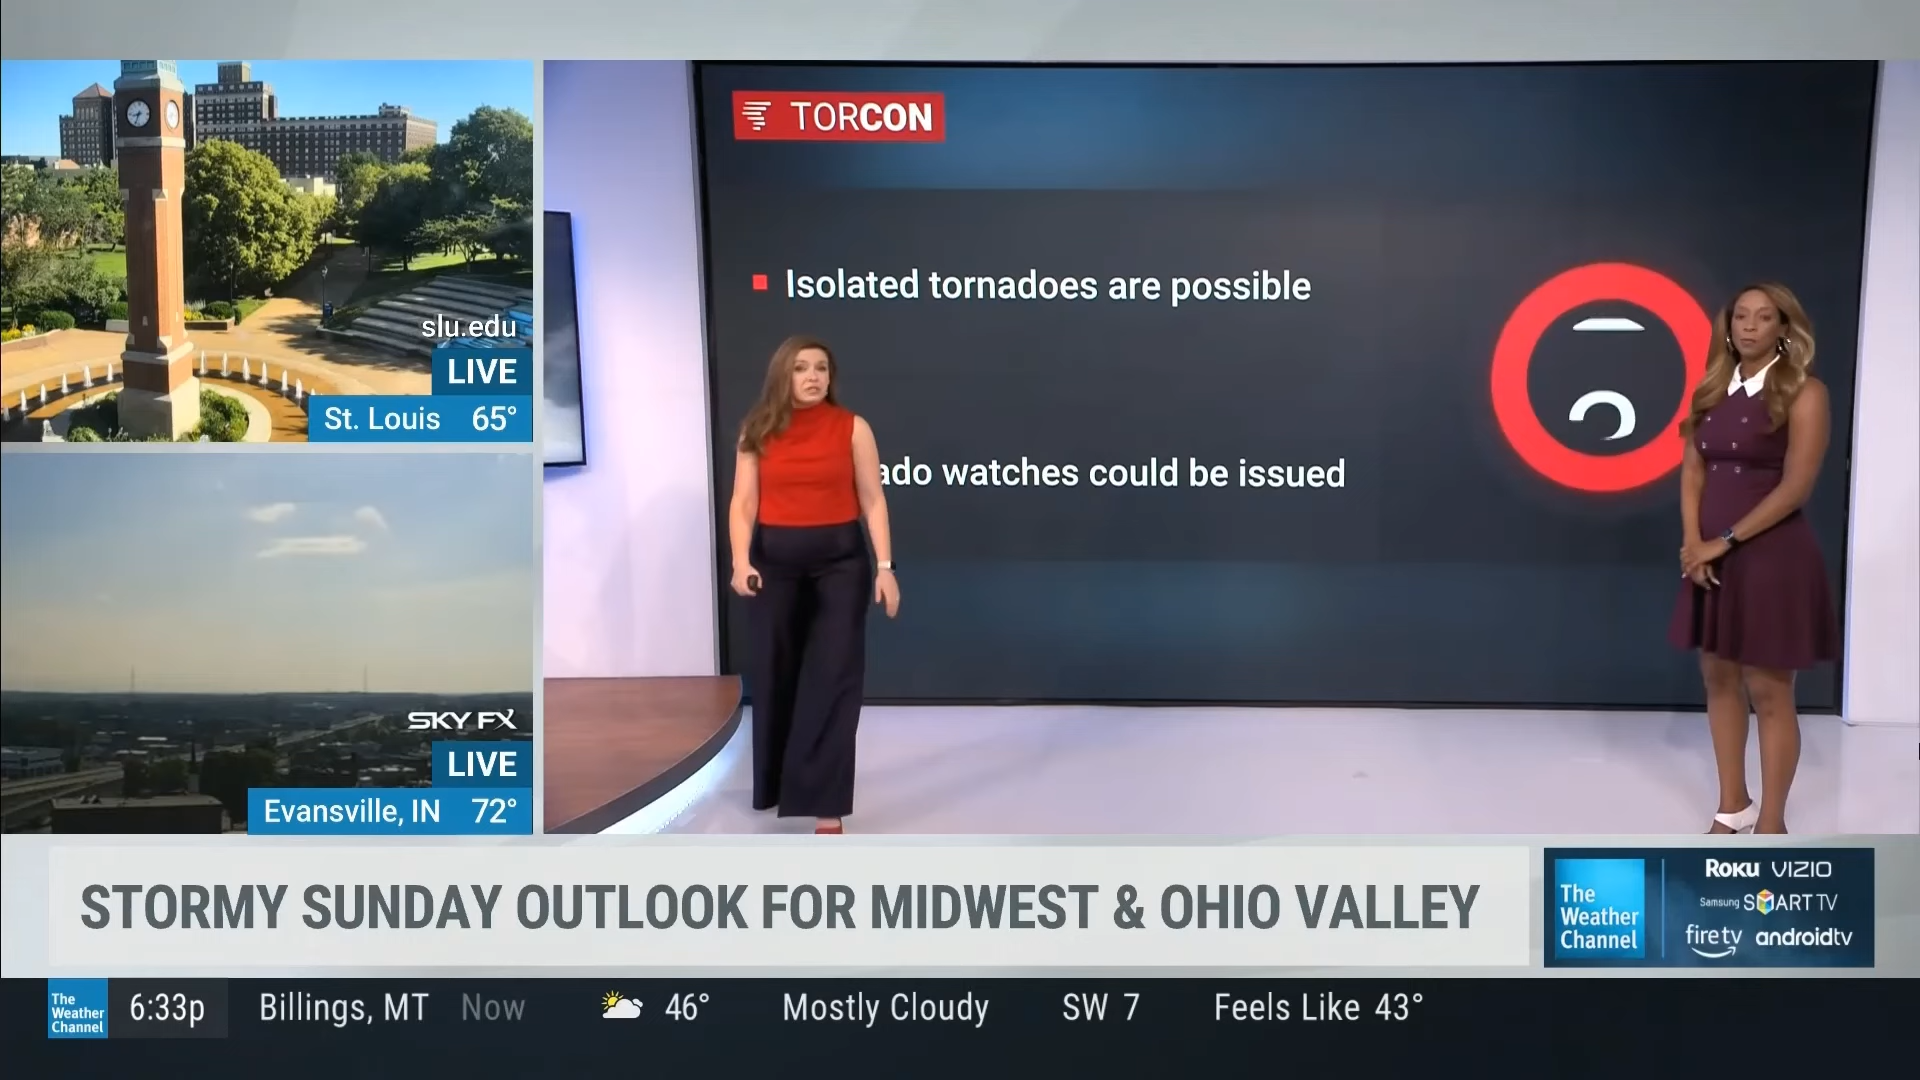 TORCON
Isolated tornadoes are possible
ado watches could be issued
slu.edu
LIVE
St. Louis 65°
SKY FX
LIVE
Evansville, IN 72°
STORMY SUNDAY OUTLOOK FOR MIDWEST & OHIO VALLEY
The
Weather
Channel
Roku VIZIO
Samsung SMART TV
fire tv androidtv
The
Weather
Channel
6:33p Billings, MT Now 46° Mostly Cloudy SW 7 Feels Like 43°